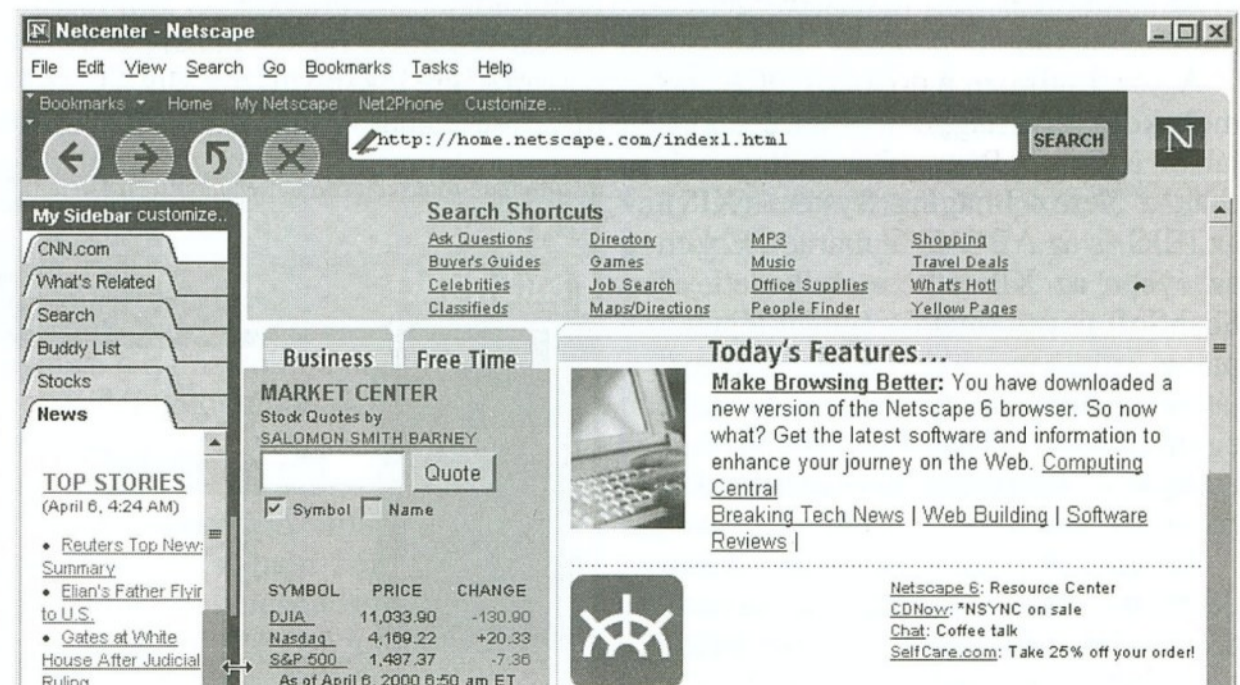 N Netcenter - Netscape
File Edit View Search Go Bookmarks Tasks Help
Bookmarks Home My Netscape Net2Phone Customize...
http://home.netscape.com/index1.html SEARCH N
My Sidebar customize..
CNN.com
What's Related
Search
Buddy List
Stocks
News
TOP STORIES
(April 6, 4:24 AM)
• Reuters Top News
Summary
• Elian's Father Flyir
to U.S.
• Gates at White
House After Judicial
Ruling
Search Shortcuts
Ask Questions Directory MP3 Shopping
Buyer's Guides Games Music Travel Deals
Celebrities Job Search Office Supplies What's Hot!
Classifieds Maps/Directions People Finder Yellow Pages
Business Free Time
MARKET CENTER
Stock Quotes by
SALOMON SMITH BARNEY
Quote
Symbol Name
SYMBOL PRICE CHANGE
DJIA 11,033.90 -130.90
Nasdaq 4,169.22 +20.33
S&P 500 1,487.37 -7.36
As of April 6, 2000 6:50 am ET
Today's Features...
Make Browsing Better: You have downloaded a
new version of the Netscape 6 browser. So now
what? Get the latest software and information to
enhance your journey on the Web. Computing
Central
Breaking Tech News | Web Building | Software
Reviews |
Netscape 6: Resource Center
CDNow: *NSYNC on sale
Chat: Coffee talk
SelfCare.com: Take 25% off your order!